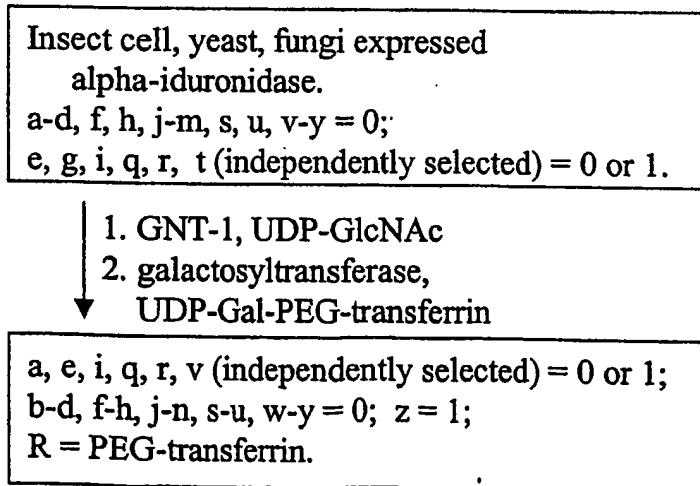 Insect cell, yeast, fungi expressed
alpha-iduronidase.
a-d, f, h, j-m, s, u, v-y = 0;
e, g, i, q, r, t (independently selected) = 0 or 1.
1. GNT-1, UDP-GlcNAc
2. galactosyltransferase,
UDP-Gal-PEG-transferrin
a, e, i, q, r, v (independently selected) = 0 or 1;
b-d, f-h, j-n, s-u, w-y = 0; z = 1;
R = PEG-transferrin.